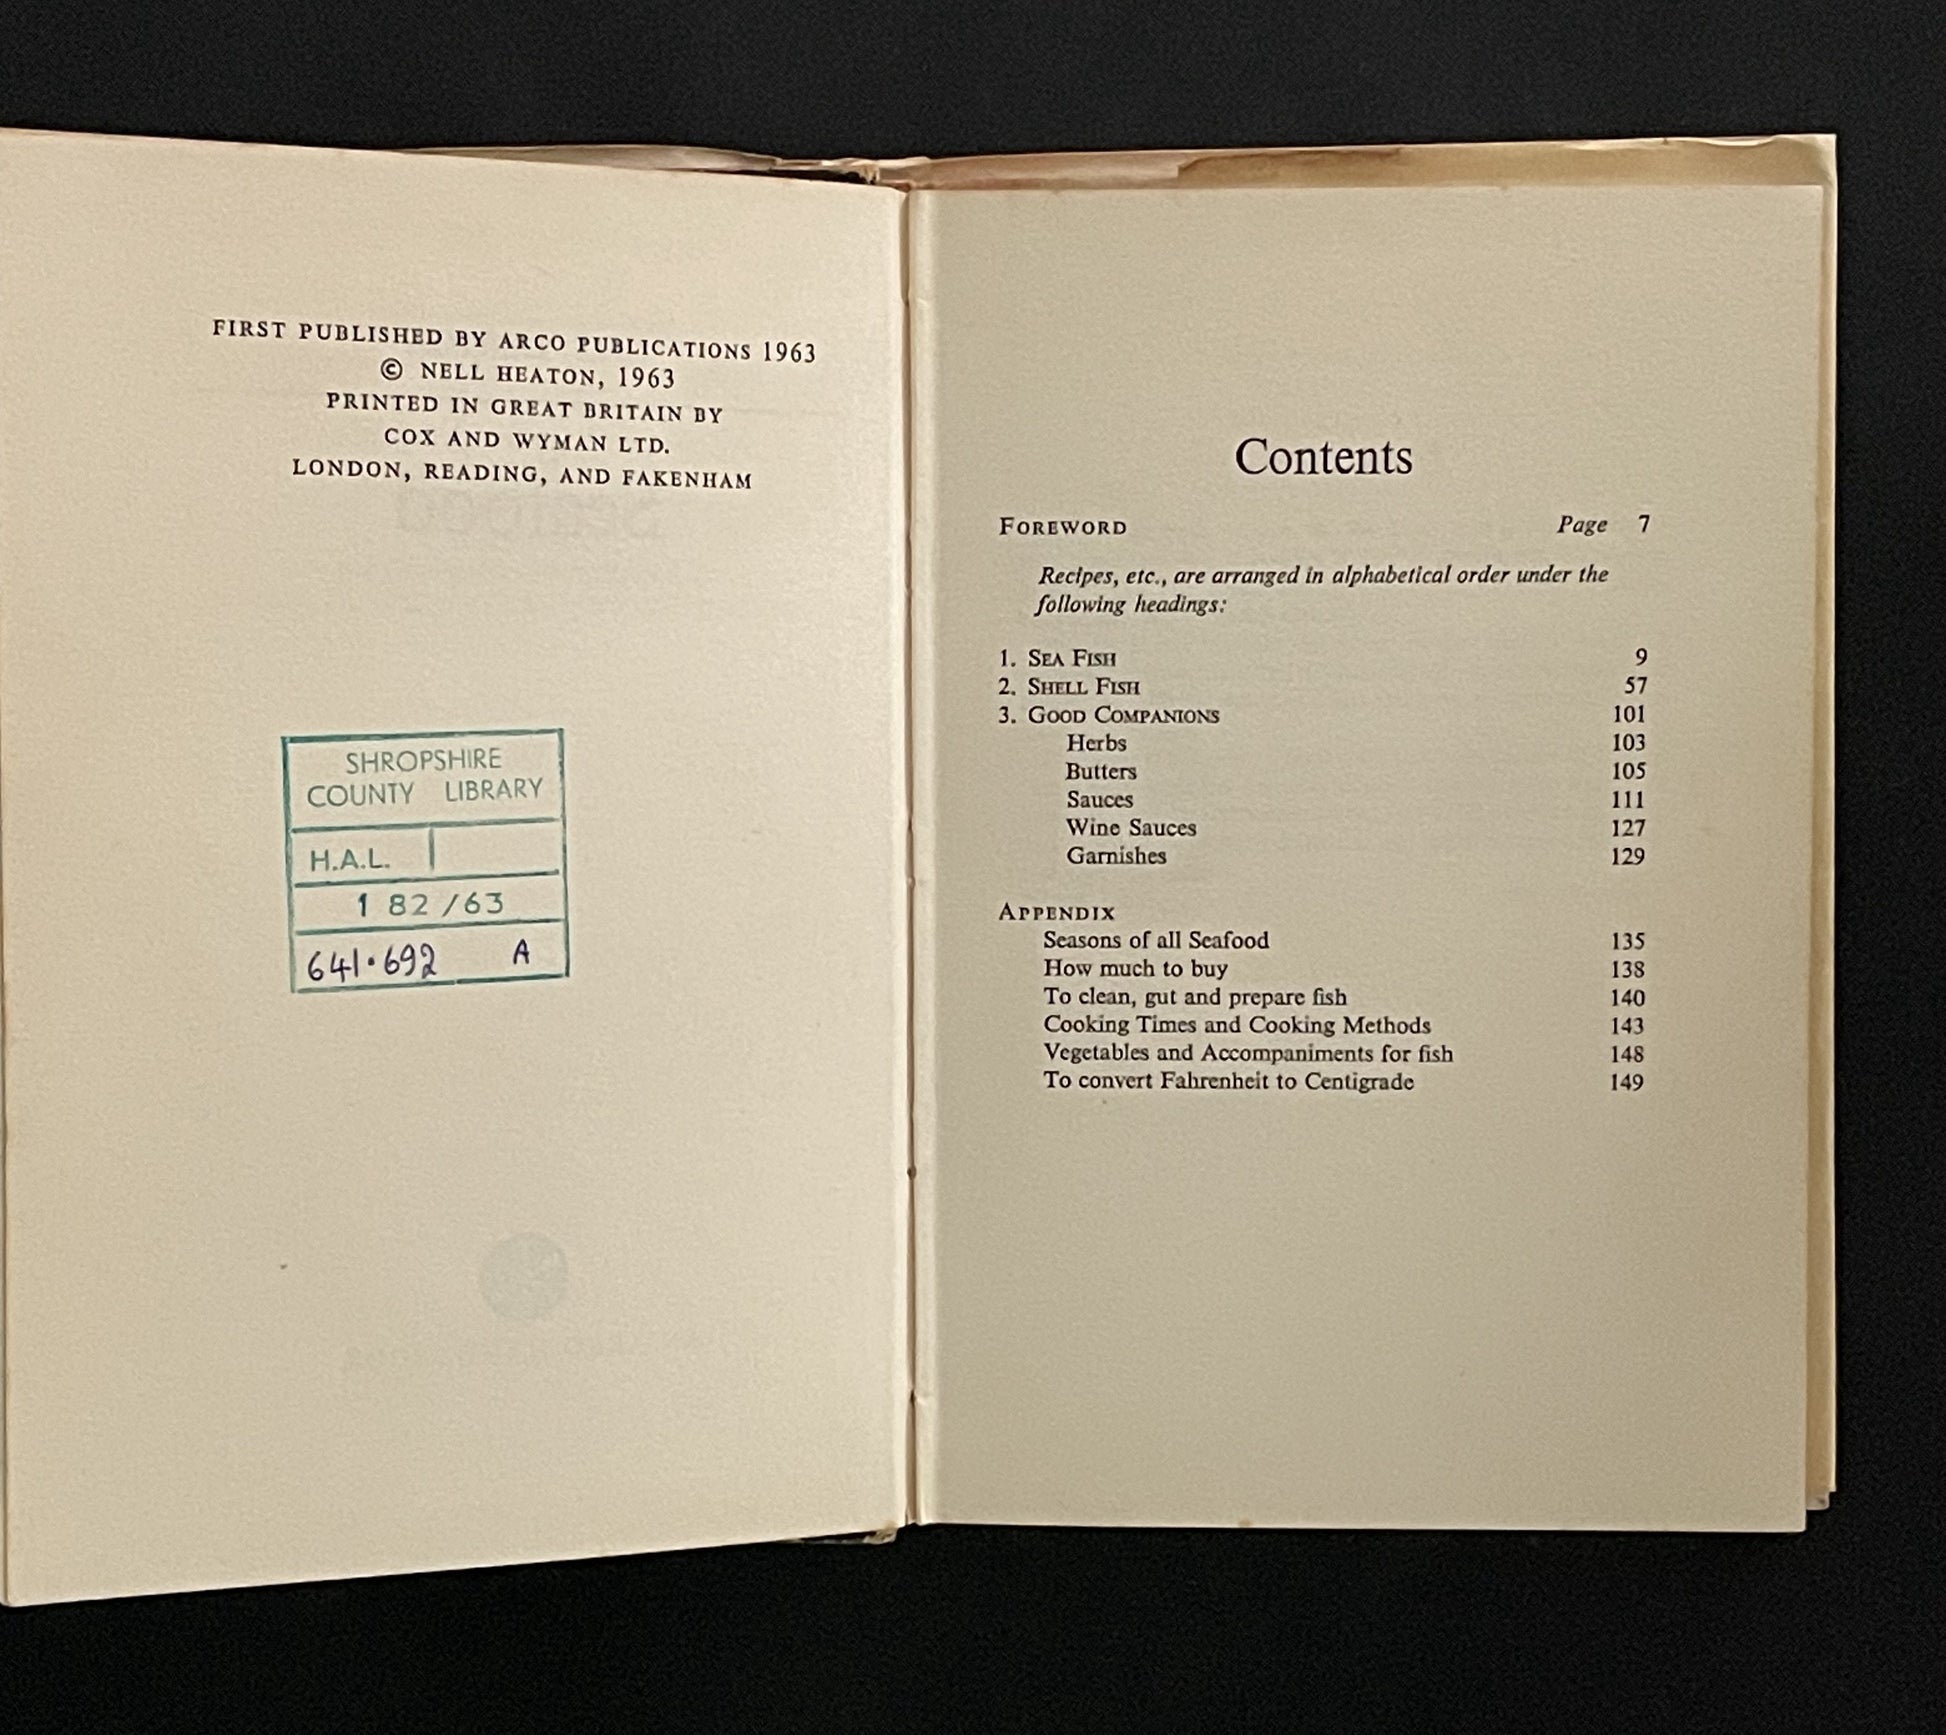 FIRST PUBLISHED BY ARCO PUBLICATIONS 1963
© NELL HEATON, 1963
PRINTED IN GREAT BRITAIN BY
COX AND WYMAN LTD.
LONDON, READING, AND FAKENHAM
SHROPSHIRE
COUNTY LIBRARY
H.A.L.
182/63
641.692 A
Contents
FOREWORD Page 7
Recipes, etc., are arranged in alphabetical order under the
following headings:
1. SEA FISH 9
2. SHELL FISH 57
3. GOOD COMPANIONS 101
Herbs 103
Butters 105
Sauces 111
Wine Sauces 127
Garnishes 129
APPENDIX
Seasons of all Seafood 135
How much to buy 138
To clean, gut and prepare fish 140
Cooking Times and Cooking Methods 143
Vegetables and Accompaniments for fish 148
To convert Fahrenheit to Centigrade 149